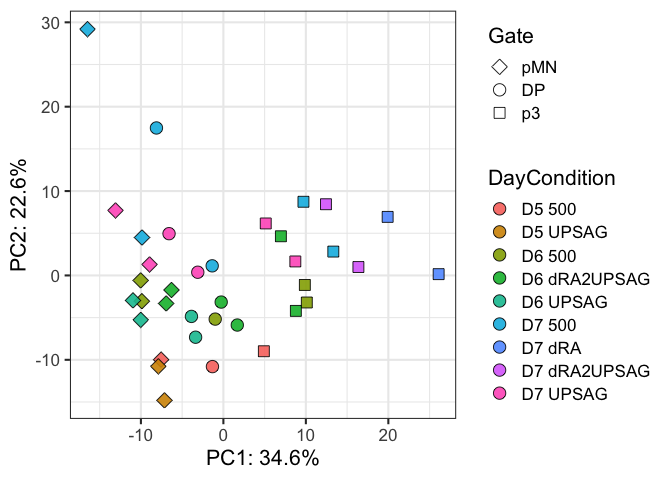 30
20
10
0
-10
PC2: 22.6%
-10
0
10
20
PC1: 34.6%
Gate
pMN
DP
p3
DayCondition
D5 500
D5 UPSAG
D6 500
D6 dRA2UPSAG
D6 UPSAG
D7 500
D7 dRA
D7 dRA2UPSAG
D7 UPSAG